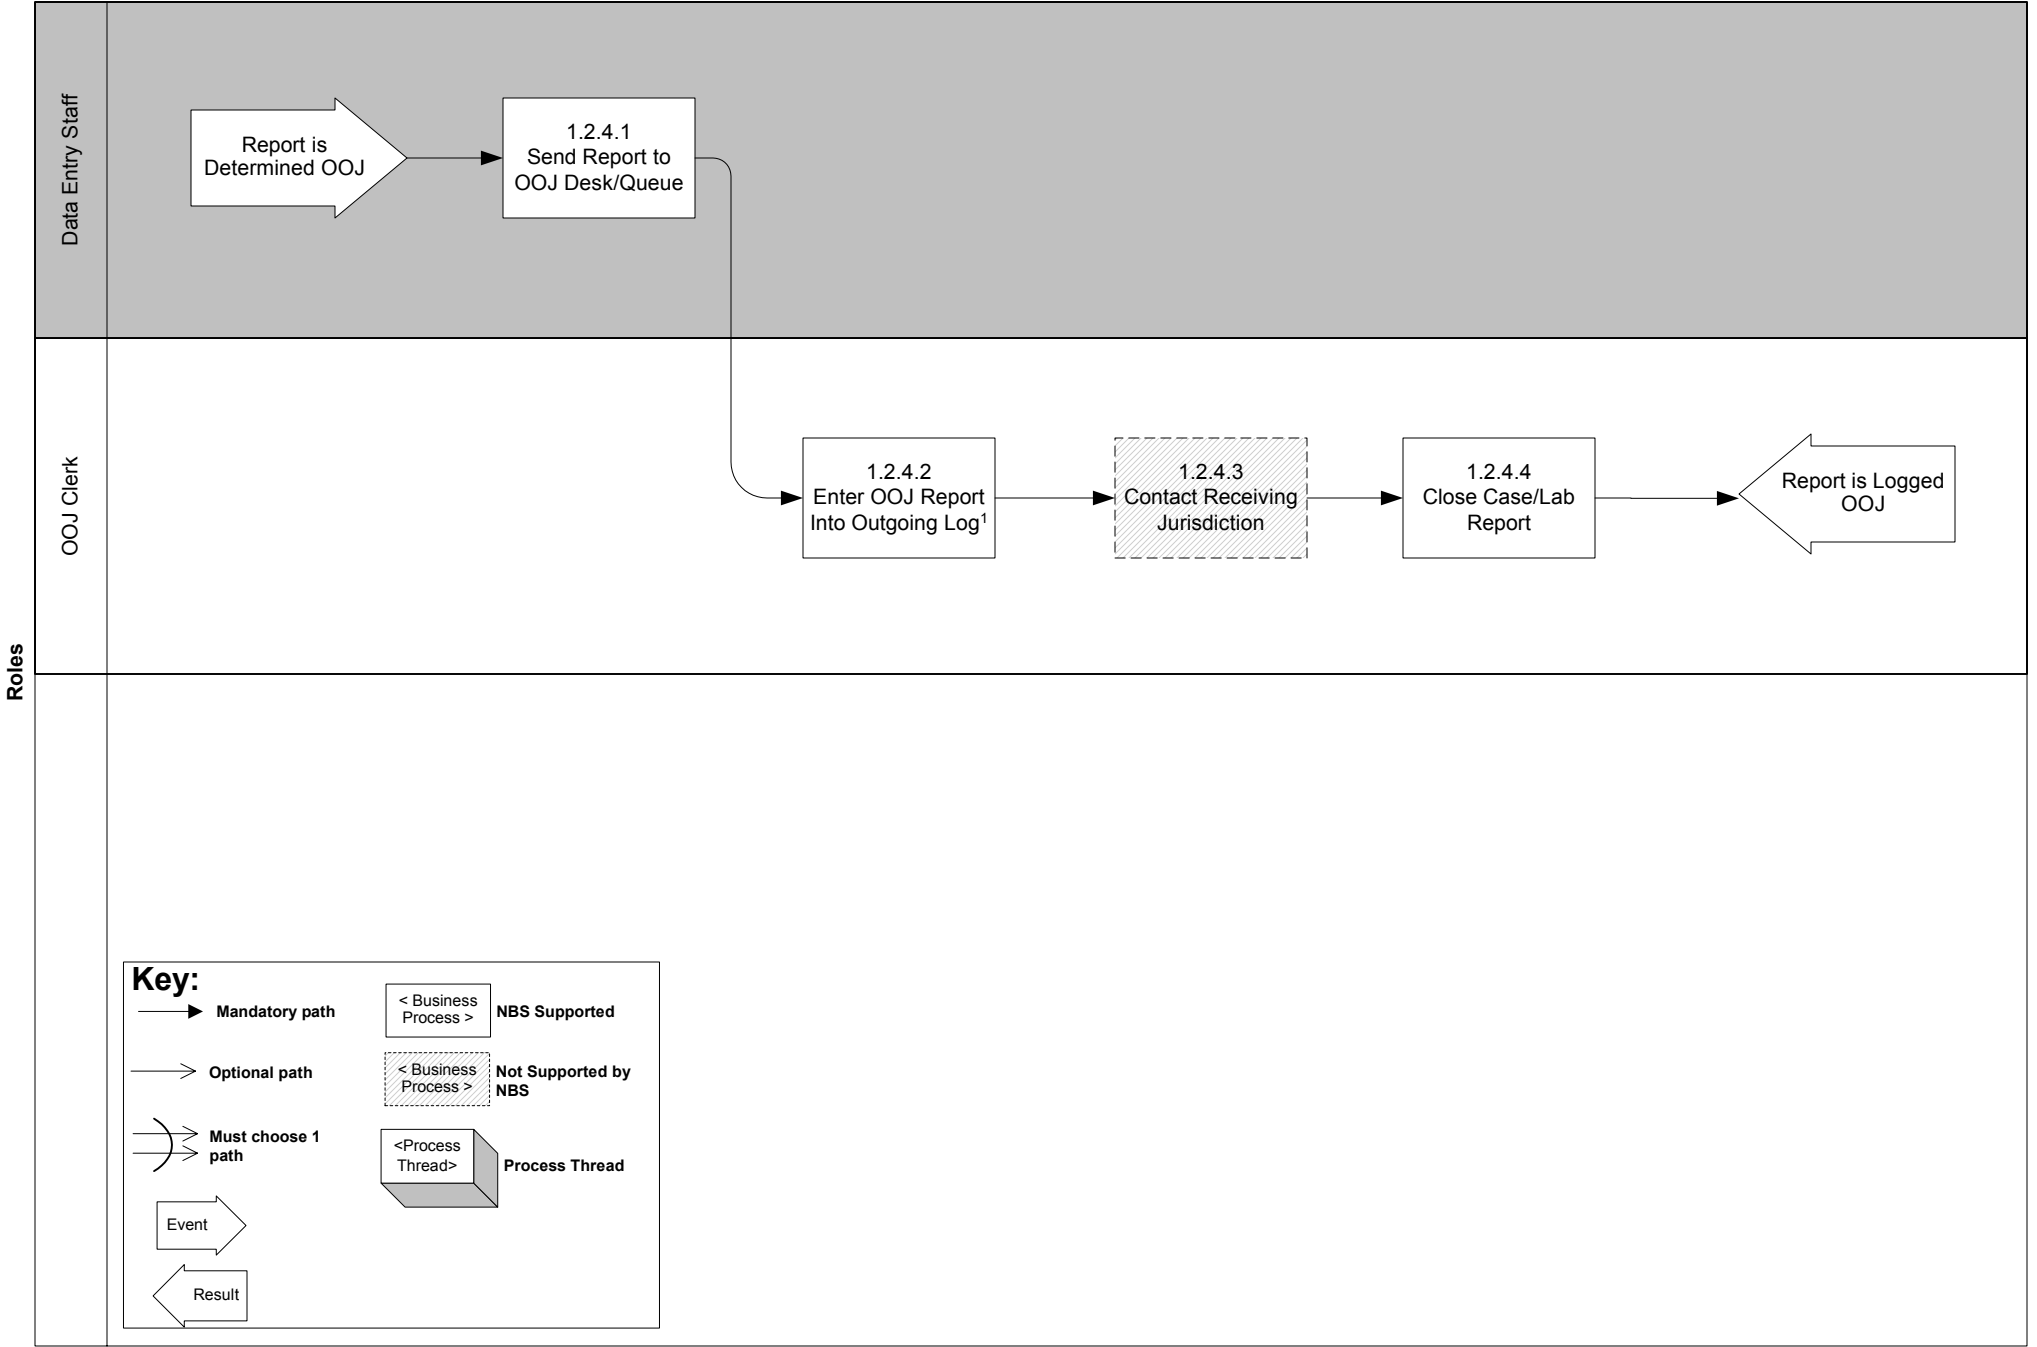 Roles
Data Entry Staff
Report is
Determined OOJ
1.2.4.1
Send Report to
OOJ Desk/Queue
OOJ Clerk
1.2.4.2
Enter OOJ Report
Into Outgoing Log1
1.2.4.3
Contact Receiving
Jurisdiction
1.2.4.4
Close Case/Lab
Report
Report is Logged
OOJ
Key:
Mandatory path
< Business
Process >
NBS Supported
Optional path
< Business
Process >
Not Supported by
NBS
Must choose 1
path
<Process
Thread>
Process Thread
Event
Result